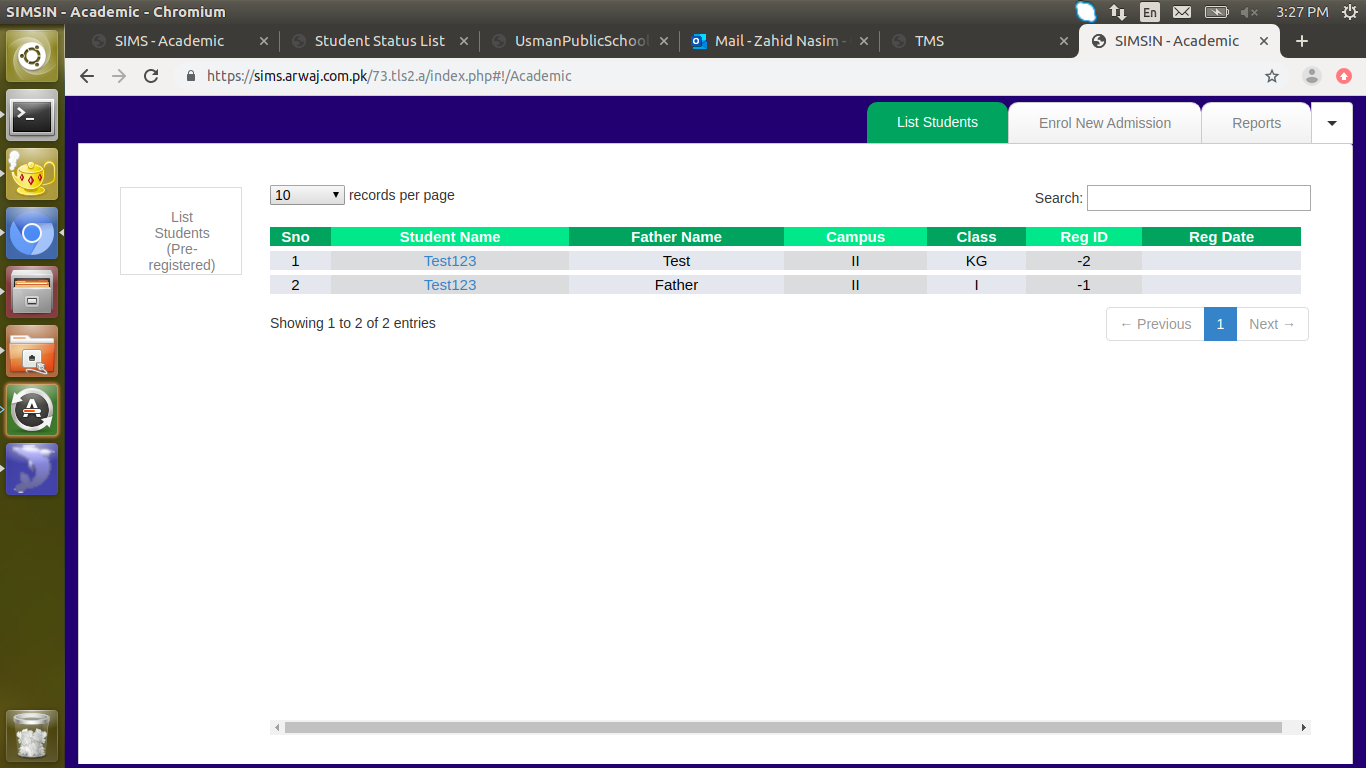 SIMS!N - Academic - Chromium
En
3:27 PM
SIMS - Academic
Student Status List
UsmanPublicSchool
Mail - Zahid Nasim -
TMS
SIMS!N - Academic
https://sims.arwaj.com.pk/73.tls2.a/index.php#!/Academic
List Students
Enrol New Admission
Reports
List
Students
(Pre-
registered)
10 records per page
Search:
Sno Student Name Father Name Campus Class Reg ID Reg Date
1 Test123 Test II KG -2
2 Test123 Father II I -1
Showing 1 to 2 of 2 entries
← Previous 1 Next →